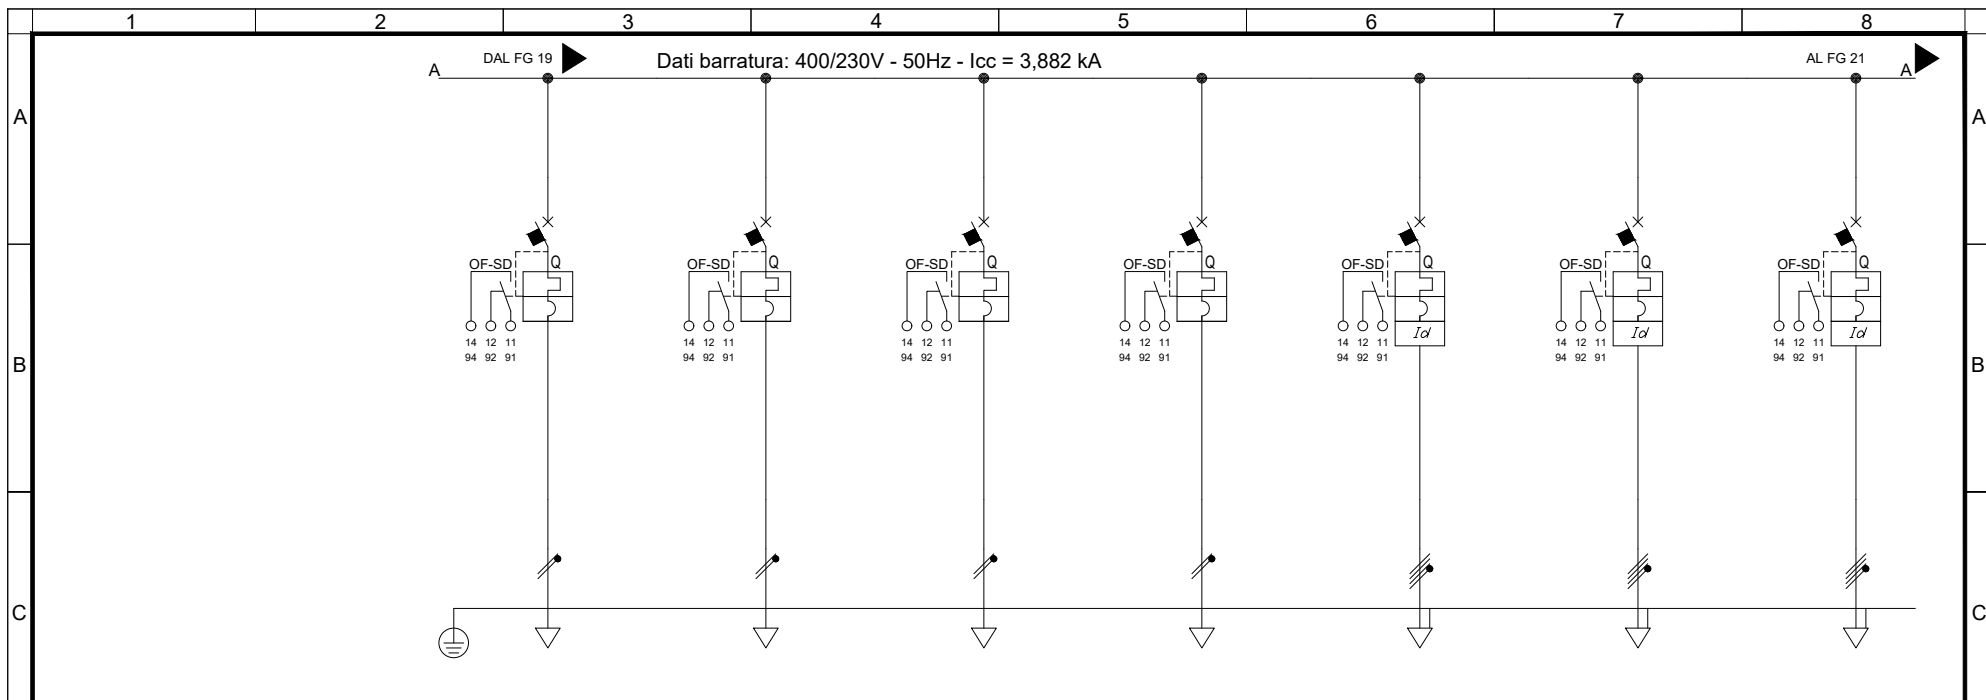 1 2 3 4 5 6 7 8
DAL FG 19 Dati barratura: 400/230V - 50Hz - Icc = 3,882 kA AL FG 21
A A
A A
OF-SD Q OF-SD Q OF-SD Q OF-SD Q OF-SD Q OF-SD Q OF-SD Q
Id Id Id
14 12 11 14 12 11 14 12 11 14 12 11 14 12 11 14 12 11 14 12 11
94 92 91 94 92 91 94 92 91 94 92 91 94 92 91 94 92 91 94 92 91
B B
C C